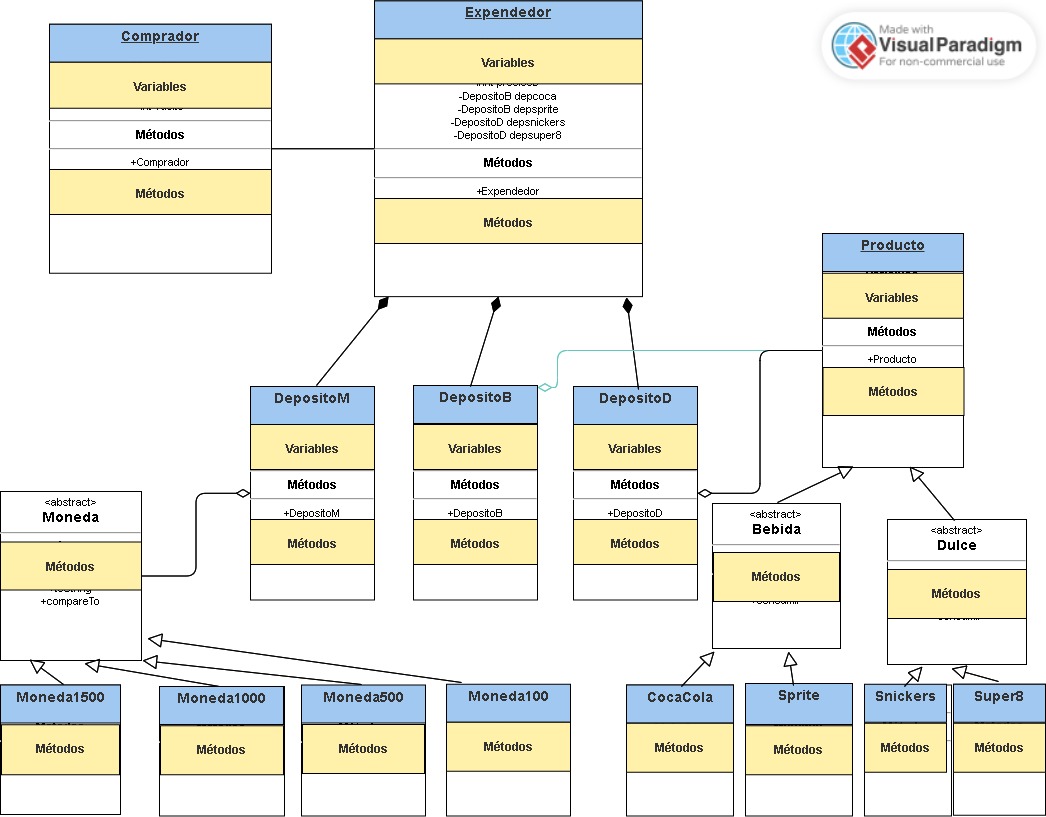 Comprador
Variables
Métodos
+Comprador
Métodos
Expendedor
Variables
-DepositoB depcoca
-DepositoB depsprite
-DepositoD depsnickers
-DepositoD depsuper8
Métodos
+Expendedor
Métodos
Made with
VisualParadigm
For non-commercial use
Producto
Variables
Métodos
+Producto
Métodos
DepositoM
Variables
Métodos
+DepositoM
Métodos
DepositoB
Variables
Métodos
+DepositoB
Métodos
DepositoD
Variables
Métodos
+DepositoD
Métodos
<abstract>
Moneda
Métodos
+compareTo
<abstract>
Bebida
Métodos
<abstract>
Dulce
Métodos
Moneda1500
Métodos
Moneda1000
Métodos
Moneda500
Métodos
Moneda100
Métodos
CocaCola
Métodos
Sprite
Métodos
Snickers
Métodos
Super8
Métodos